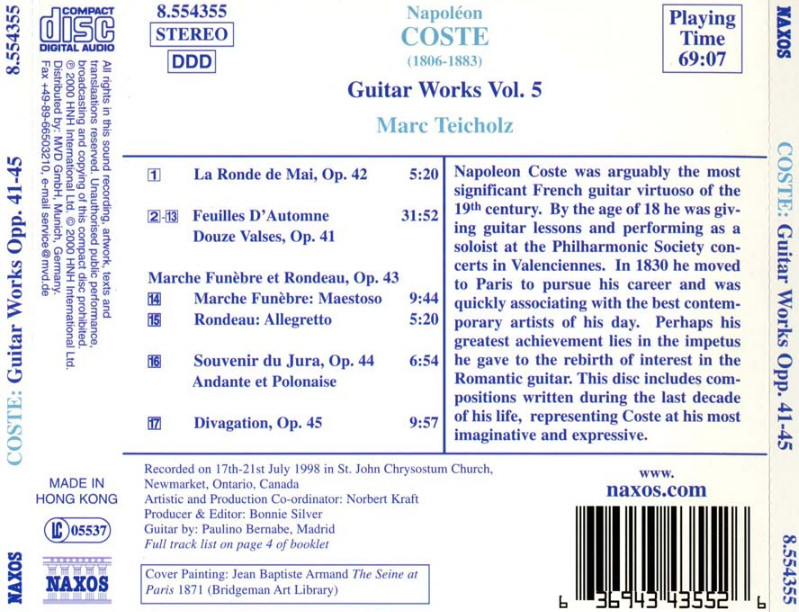 8.554355
COSTE: Guitar Works Opp. 41-45
NAXOS
COMPACT
disc
DIGITAL AUDIO
All rights in this sound recording, artwork, texts and
translations reserved. Unauthorised public performance,
broadcasting and copying of this compact disc prohibited.
℗ 2000 HNH International Ltd. © 2000 HNH International Ltd.
Distributed by: MVD GmbH, Munich, Germany.
Fax +49-89-66503210, e-mail service@mvd.de
MADE IN
HONG KONG
LC 05537
NAXOS
8.554355
STEREO
DDD
Napoléon
COSTE
(1806-1883)
Guitar Works Vol. 5
Marc Teicholz
Playing
Time
69:07
1 La Ronde de Mai, Op. 42 5:20
2-13 Feuilles D'Automne 31:52
Douze Valses, Op. 41
Marche Funèbre et Rondeau, Op. 43
14 Marche Funèbre: Maestoso 9:44
15 Rondeau: Allegretto 5:20
16 Souvenir du Jura, Op. 44 6:54
Andante et Polonaise
17 Divagation, Op. 45 9:57
Napoleon Coste was arguably the most
significant French guitar virtuoso of the
19th century. By the age of 18 he was giv-
ing guitar lessons and performing as a
soloist at the Philharmonic Society con-
certs in Valenciennes. In 1830 he moved
to Paris to pursue his career and was
quickly associating with the best contem-
porary artists of his day. Perhaps his
greatest achievement lies in the impetus
he gave to the rebirth of interest in the
Romantic guitar. This disc includes com-
positions written during the last decade
of his life, representing Coste at his most
imaginative and expressive.
Recorded on 17th-21st July 1998 in St. John Chrysostum Church,
Newmarket, Ontario, Canada
Artistic and Production Co-ordinator: Norbert Kraft
Producer & Editor: Bonnie Silver
Guitar by: Paulino Bernabe, Madrid
Full track list on page 4 of booklet
Cover Painting: Jean Baptiste Armand The Seine at
Paris 1871 (Bridgeman Art Library)
www.
naxos.com
6 36943 43552 6
NAXOS
COSTE: Guitar Works Opp. 41-45
8.554355